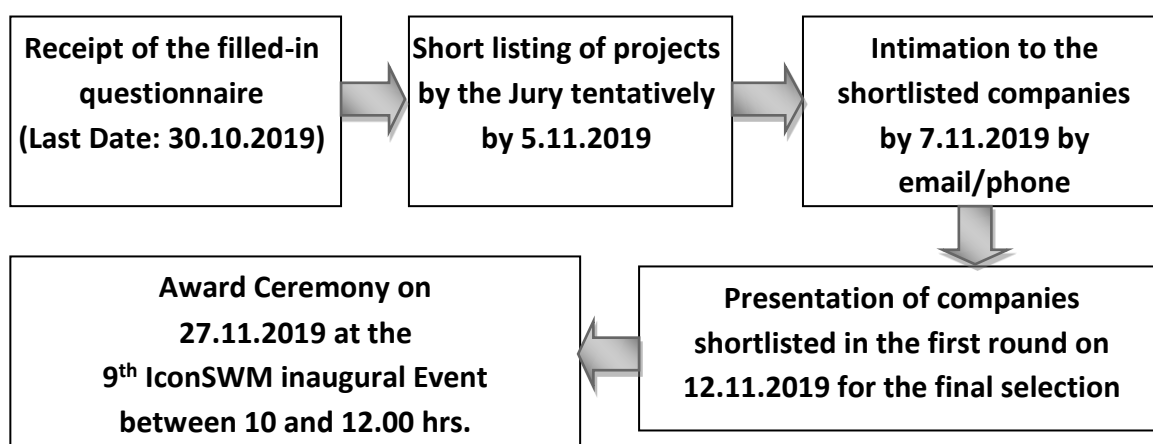 Receipt of the filled-in
questionnaire
(Last Date: 30.10.2019)
Short listing of projects
by the Jury tentatively
by 5.11.2019
Intimation to the
shortlisted companies
by 7.11.2019 by
email/phone
Presentation of companies
shortlisted in the first round on
12.11.2019 for the final selection
Award Ceremony on
27.11.2019 at the
9th IconSWM inaugural Event
between 10 and 12.00 hrs.